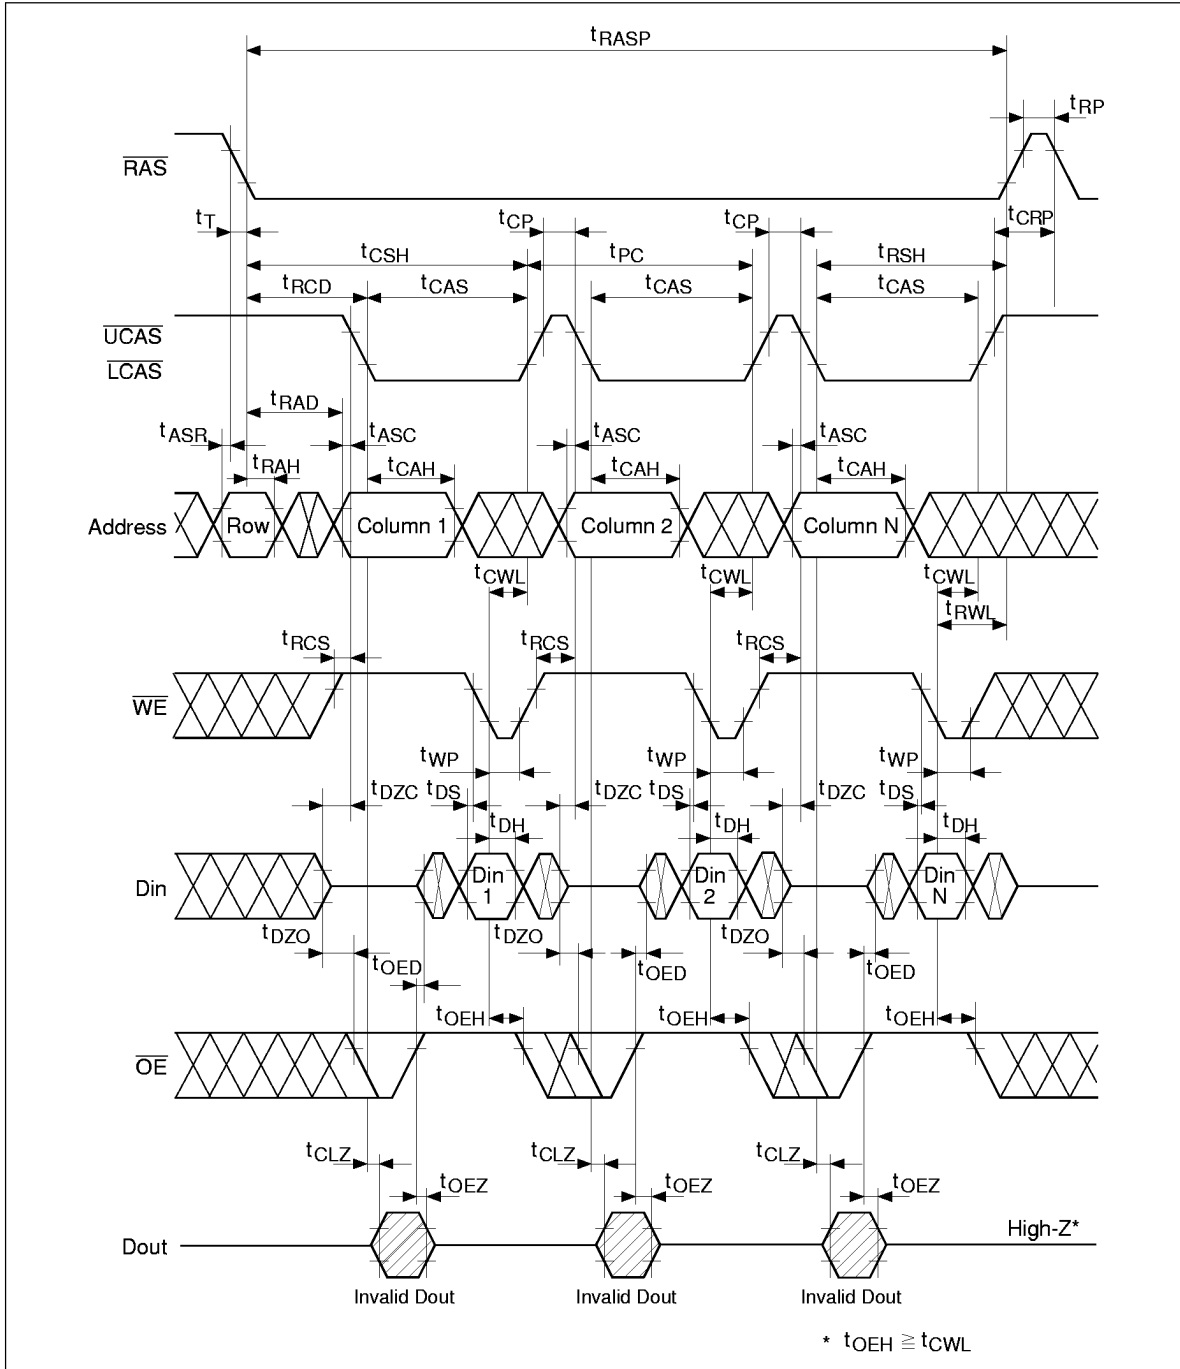 tRASP
tRP
RAS
tT tCP tCP tCRP
tCSH tPC tRSH
tRCD tCAS tCAS tCAS
UCAS
LCAS
tRAD
tASR tASC tASC tASC
tRAH tCAH tCAH tCAH
Address Row Column 1 Column 2 Column N
tCWL tCWL tCWL
tRWL
tRCS tRCS tRCS
WE
tWP tWP tWP
tDZC tDS tDZC tDS tDZC tDS
tDH tDH tDH
Din Din 1 Din 2 Din N
tDZO tDZO tDZO
tOED tOED tOED
tOEH tOEH tOEH
OE
tCLZ tCLZ tCLZ
tOEZ tOEZ tOEZ
High-Z*
Dout
Invalid Dout Invalid Dout Invalid Dout
* tOEH ≧ tCWL